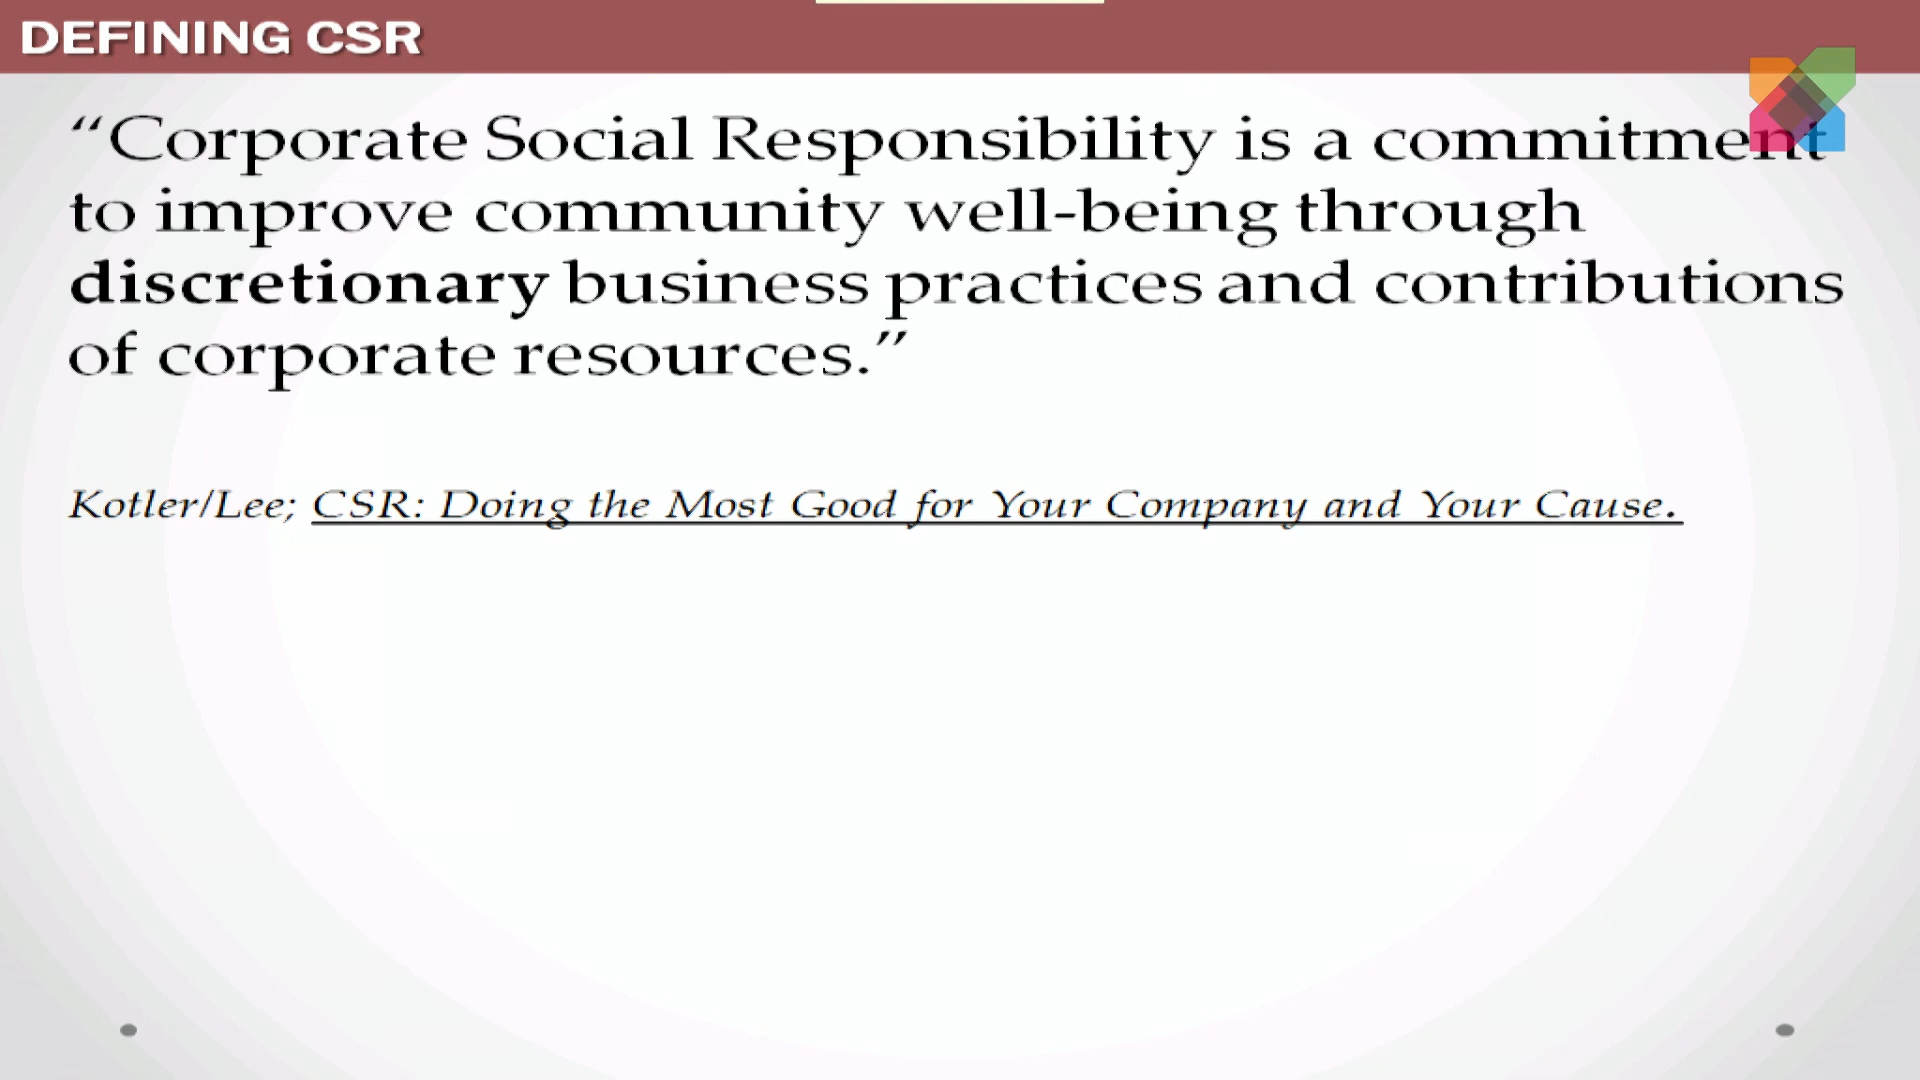 DEFINING CSR
“Corporate Social Responsibility is a commitment
to improve community well-being through
discretionary business practices and contributions
of corporate resources.”
Kotler/Lee; CSR: Doing the Most Good for Your Company and Your Cause.